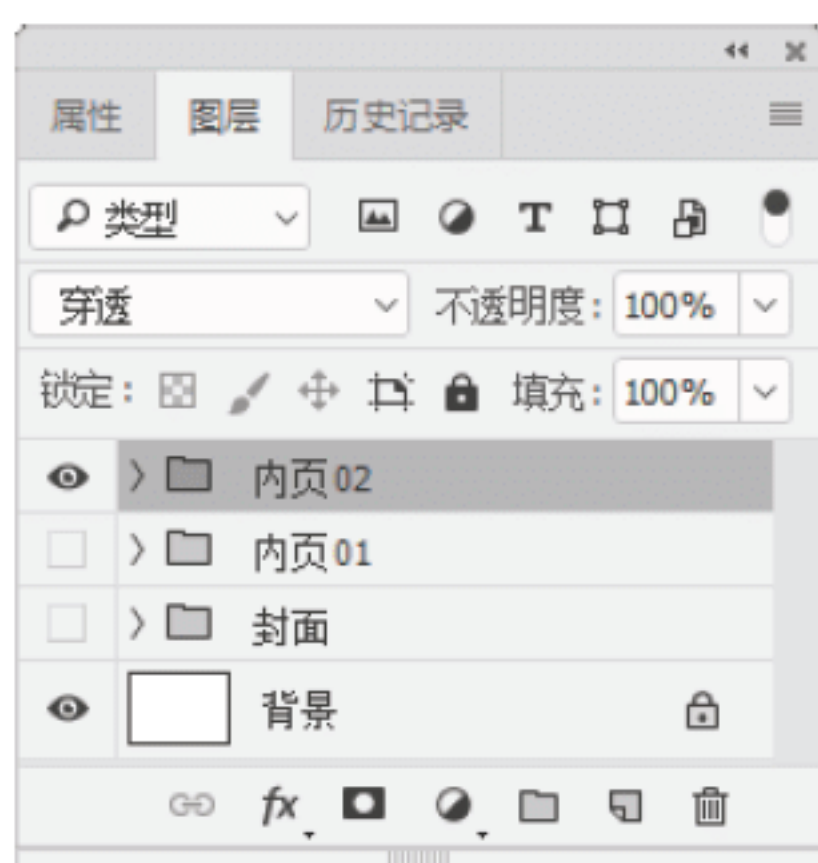 属性 图层 历史记录
类型 T
穿透 不透明度: 100%
锁定: 填充: 100%
内页02
内页01
封面
背景
fx